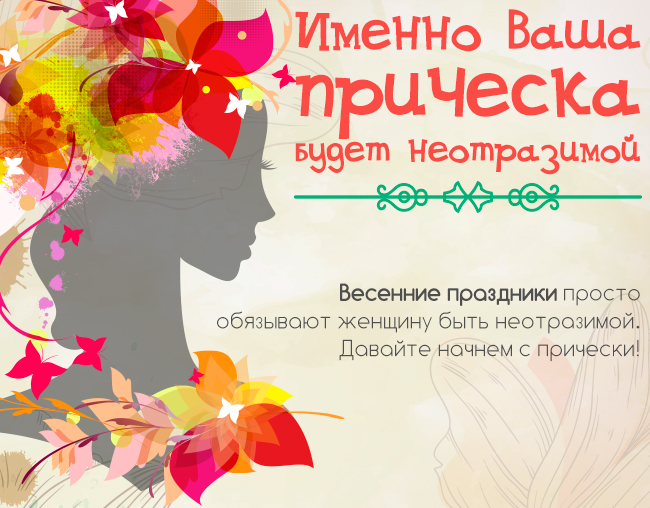 Именно Ваша
прическа
будет неотразимой
Весенние праздники просто
обязывают женщину быть неотразимой.
Давайте начнем с прически!